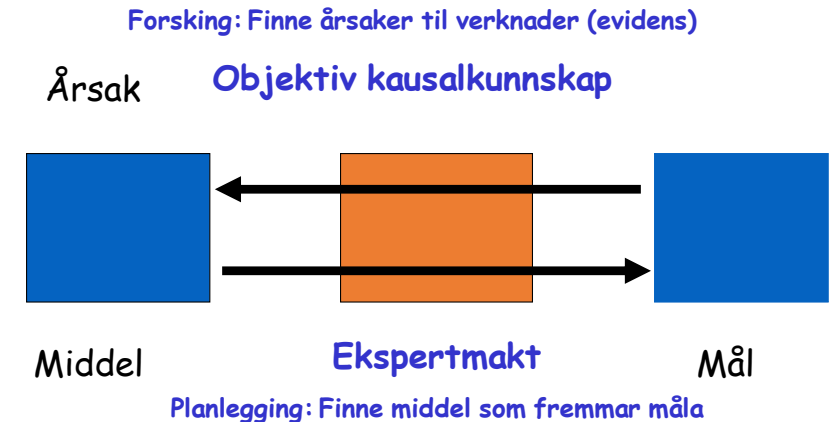 Forsking: Finne årsaker til verknader (evidens)
Årsak
Objektiv kausalkunnskap
Middel
Ekspertmakt
Mål
Planlegging: Finne middel som fremmar måla